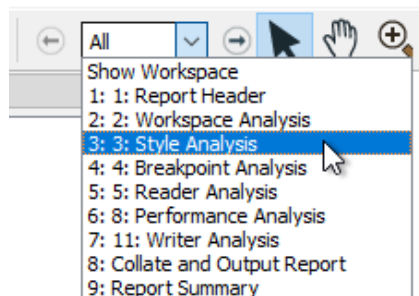 All
Show Workspace
1: 1: Report Header
2: 2: Workspace Analysis
3: 3: Style Analysis
4: 4: Breakpoint Analysis
5: 5: Reader Analysis
6: 8: Performance Analysis
7: 11: Writer Analysis
8: Collate and Output Report
9: Report Summary